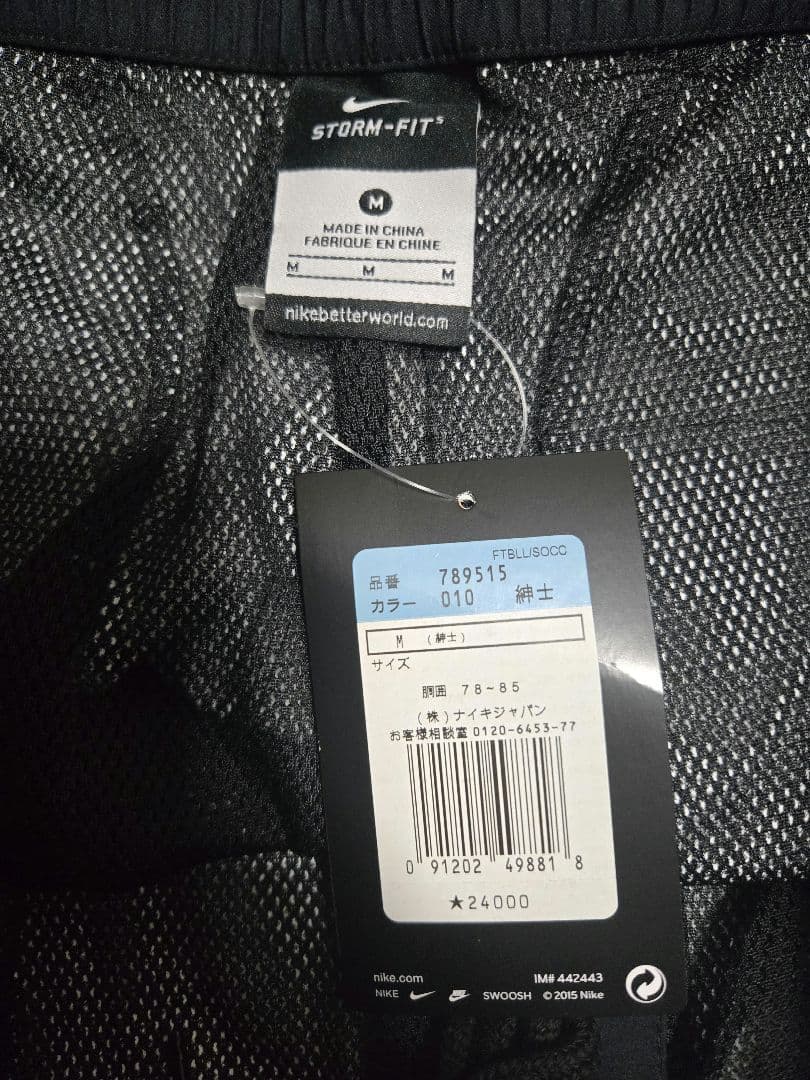 STORM-FIT5
M
MADE IN CHINA
FABRIQUE EN CHINE
M M M
nikebetterworld.com
FTBLL/SOCC
品番 789515
カラー 010 紳士
M (紳士)
サイズ
胴囲 78~85
(株)ナイキジャパン
お客様相談室 0120-6453-77
0 91202 49881 8
★24000
nike.com IM# 442443
NIKE SWOOSH ©2015 Nike